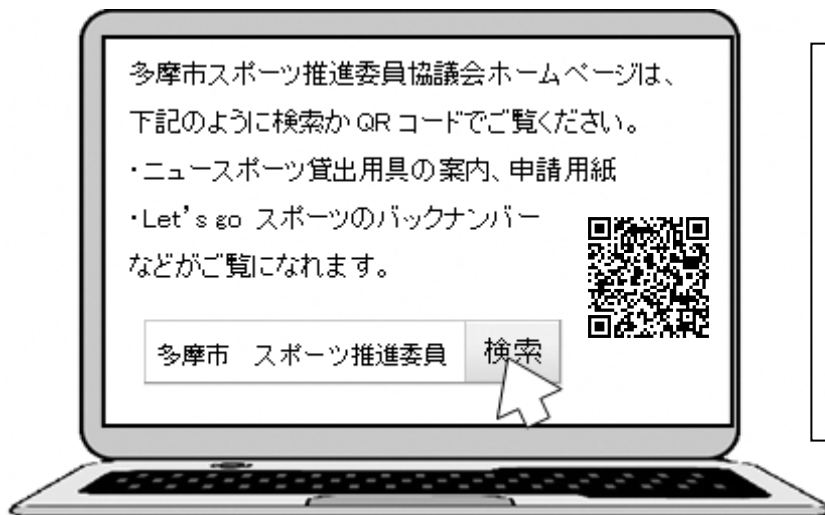 多摩市スポーツ推進委員協議会ホームページは、
下記のように検索か QR コードでご覧ください。
・ニュースポーツ貸出用具の案内、申請用紙
・Let’s go スポーツのバックナンバー
などがご覧になれます。
多摩市　スポーツ推進委員
検索